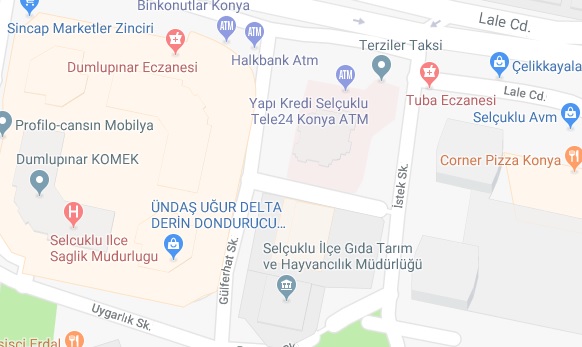 Binkonutlar Konya
Lale Cd.
Sincap Marketler Zinciri
ATM
Terziler Taksi
ATM
Halkbank Atm
Dumlupınar Eczanesi
ATM
Çelikkayala
Lale Cd.
Tuba Eczanesi
Yapı Kredi Selçuklu
Tele24 Konya ATM
Selçuklu Avm
Profilo-cansın Mobilya
Dumlupınar KOMEK
Corner Pizza Konya
İstek Sk.
ÜNDAŞ UĞUR DELTA
DERİN DONDURUCU...
H
Selcuklu Ilce
Saglik Mudurlugu
Gülferhat Sk.
Selçuklu İlçe Gıda Tarım
ve Hayvancılık Müdürlüğü
Uygarlık Sk.
şişçi Erdal